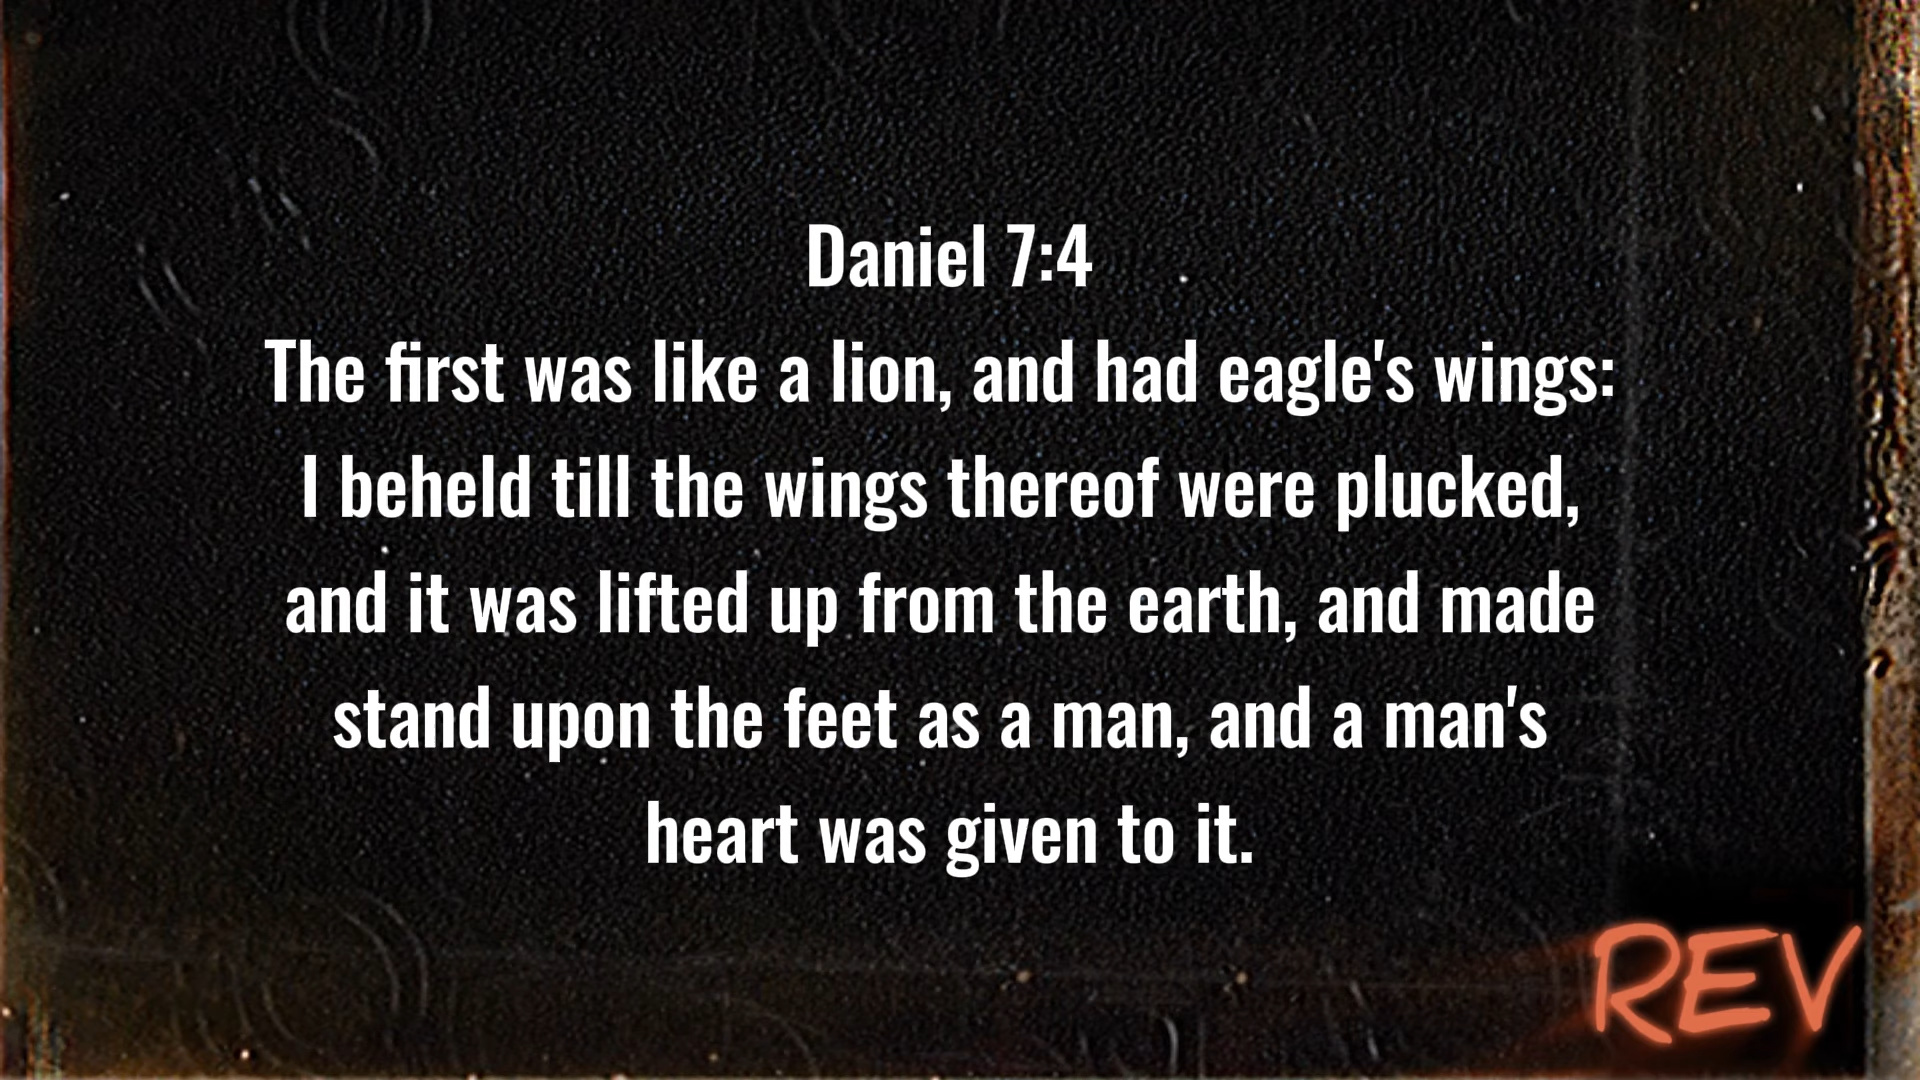 Daniel 7:4
The first was like a lion, and had eagle's wings:
I beheld till the wings thereof were plucked,
and it was lifted up from the earth, and made
stand upon the feet as a man, and a man's
heart was given to it.
REV